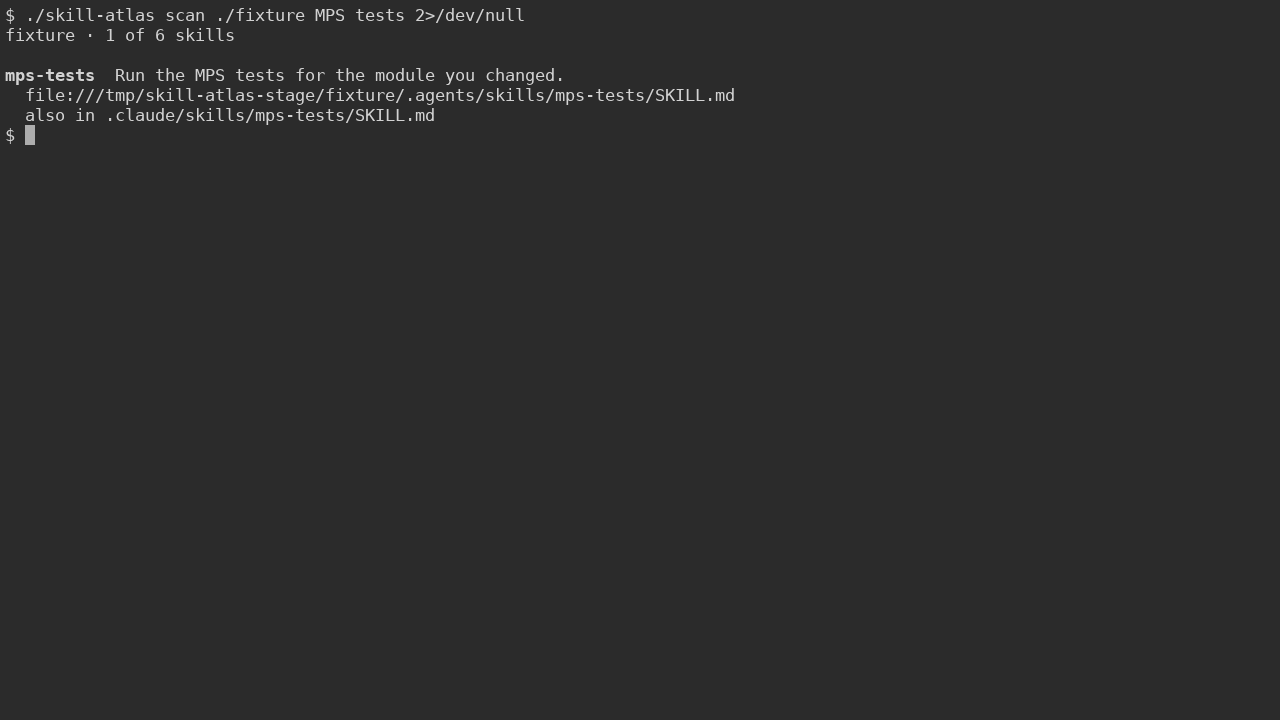 $ ./skill-atlas scan ./fixture MPS tests 2>/dev/null
fixture · 1 of 6 skills
mps-tests  Run the MPS tests for the module you changed.
  file:///tmp/skill-atlas-stage/fixture/.agents/skills/mps-tests/SKILL.md
  also in .claude/skills/mps-tests/SKILL.md
$